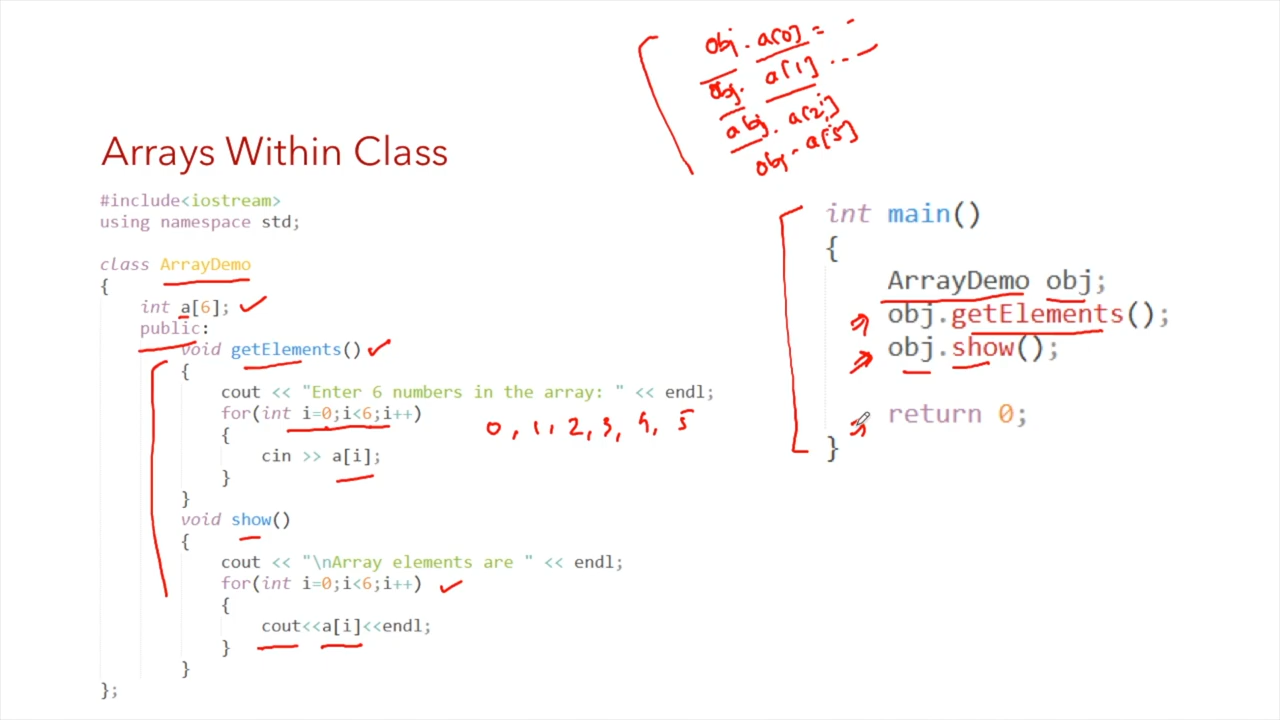 obj. a[0] = -
obj. a[1] .. -
obj. a[2]
obj. a[5]
Arrays Within Class
#include<iostream>
using namespace std;
class ArrayDemo
{
int a[6];
public:
void getElements()
{
cout << "Enter 6 numbers in the array: " << endl;
for(int i=0;i<6;i++)
{
0, 1, 2, 3, 4, 5
cin >> a[i];
}
}
void show()
{
cout << "\nArray elements are " << endl;
for(int i=0;i<6;i++)
{
cout<<a[i]<<endl;
}
}
};
int main()
{
ArrayDemo obj;
obj.getElements();
obj.show();
return 0;
}